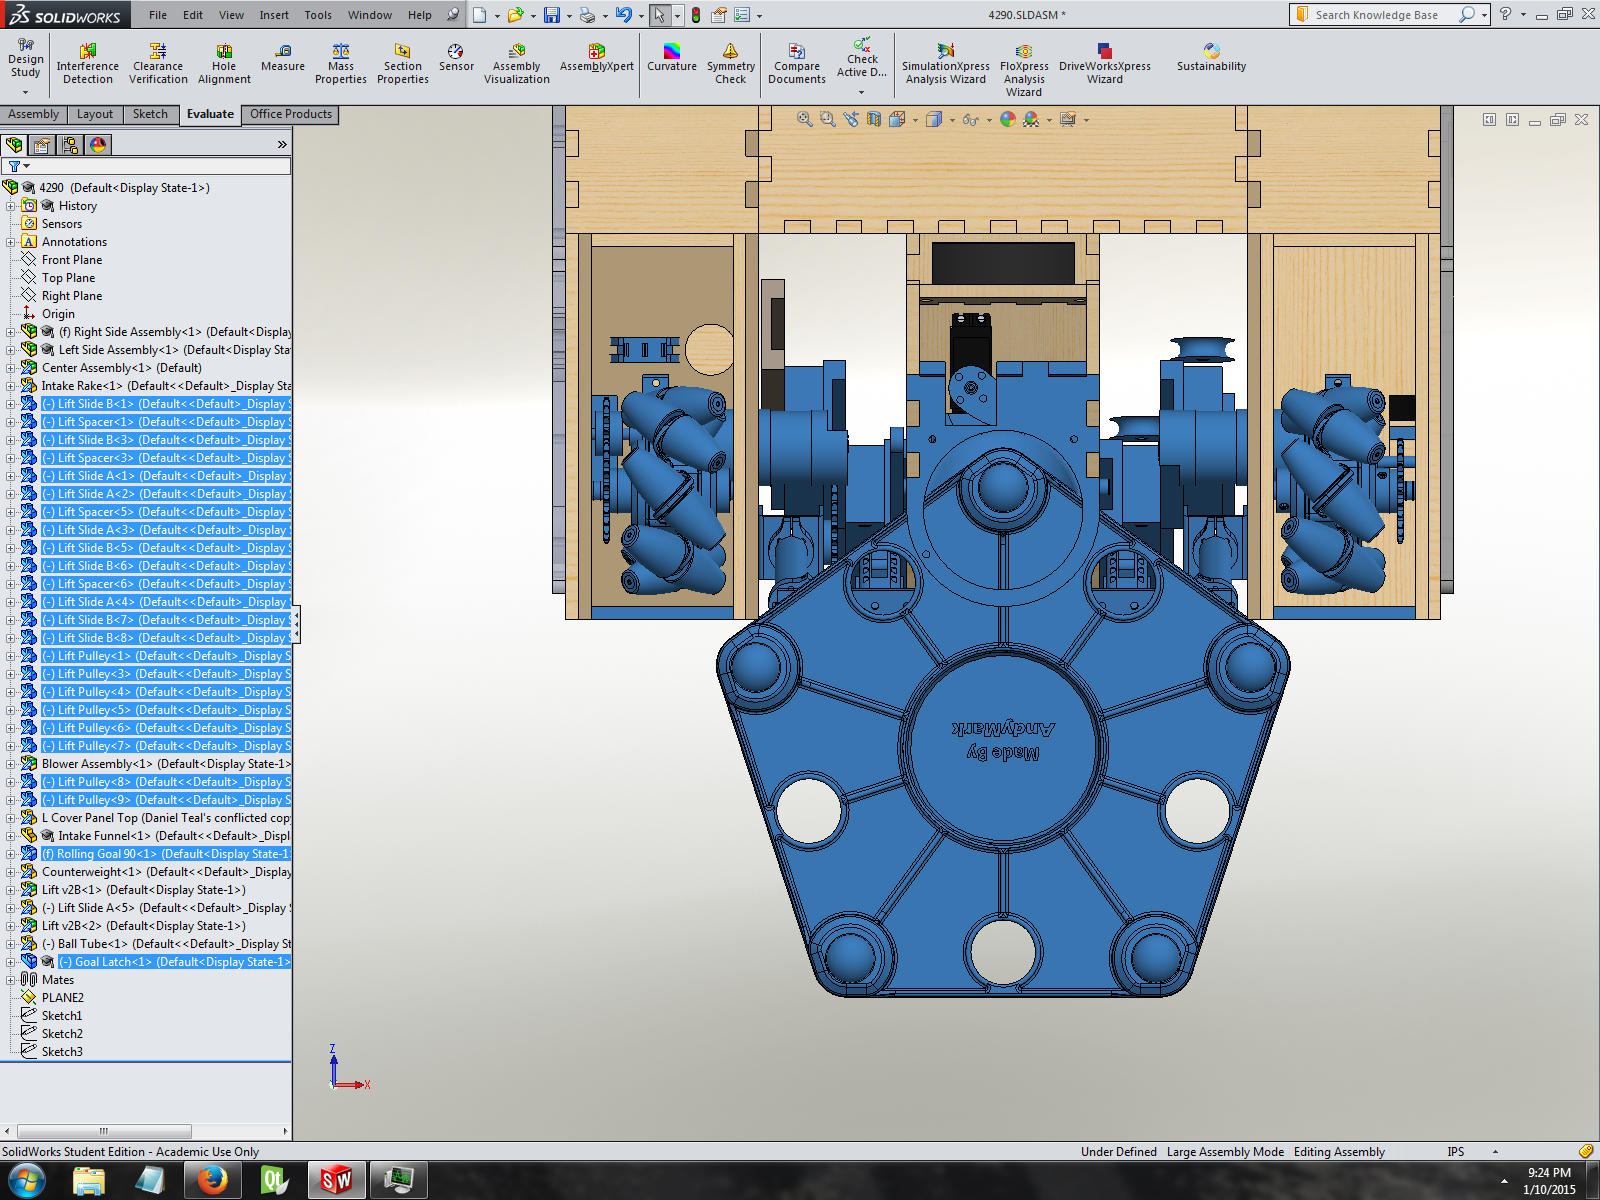 SOLIDWORKS
File Edit View Insert Tools Window Help
4290.SLDASM *
Search Knowledge Base
Design Study
Interference Detection
Clearance Verification
Hole Alignment
Measure
Mass Properties
Section Properties
Sensor
Assembly Visualization
AssemblyXpert
Curvature
Symmetry Check
Compare Documents
Check Active D...
SimulationXpress Analysis Wizard
FloXpress Analysis Wizard
DriveWorksXpress Wizard
Sustainability
Assembly Layout Sketch Evaluate Office Products
4290 (Default<Display State-1>)
History
Sensors
Annotations
Front Plane
Top Plane
Right Plane
Origin
(f) Right Side Assembly<1> (Default<Display
Left Side Assembly<1> (Default<Display Sta
Center Assembly<1> (Default)
Intake Rake<1> (Default<<Default>_Display Sta
(-) Lift Slide B<1> (Default<<Default>_Display S
(-) Lift Spacer<1> (Default<<Default>_Display S
(-) Lift Slide B<3> (Default<<Default>_Display S
(-) Lift Spacer<3> (Default<<Default>_Display S
(-) Lift Slide A<1> (Default<<Default>_Display S
(-) Lift Slide A<2> (Default<<Default>_Display S
(-) Lift Spacer<5> (Default<<Default>_Display S
(-) Lift Slide A<3> (Default<<Default>_Display S
(-) Lift Slide B<5> (Default<<Default>_Display S
(-) Lift Slide B<6> (Default<<Default>_Display S
(-) Lift Spacer<6> (Default<<Default>_Display S
(-) Lift Slide A<4> (Default<<Default>_Display S
(-) Lift Slide B<7> (Default<<Default>_Display S
(-) Lift Slide B<8> (Default<<Default>_Display S
(-) Lift Pulley<1> (Default<<Default>_Display S
(-) Lift Pulley<3> (Default<<Default>_Display S
(-) Lift Pulley<4> (Default<<Default>_Display S
(-) Lift Pulley<5> (Default<<Default>_Display S
(-) Lift Pulley<6> (Default<<Default>_Display S
(-) Lift Pulley<7> (Default<<Default>_Display S
Blower Assembly<1> (Default<Display State-1>
(-) Lift Pulley<8> (Default<<Default>_Display S
(-) Lift Pulley<9> (Default<<Default>_Display S
L Cover Panel Top (Daniel Teal's conflicted cop
Intake Funnel<1> (Default<<Default>_Displ
(f) Rolling Goal 90<1> (Default<Display State-1
Counterweight<1> (Default<<Default>_Display
Lift v2B<1> (Default<Display State-1>)
(-) Lift Slide A<5> (Default<<Default>_Display S
Lift v2B<2> (Default<Display State-1>)
(-) Ball Tube<1> (Default<<Default>_Display St
(-) Goal Latch<1> (Default<Display State-1>
Mates
PLANE2
Sketch1
Sketch2
Sketch3
Made By
AndyMark
Z
X
SolidWorks Student Edition - Academic Use Only
Under Defined Large Assembly Mode Editing Assembly IPS
9:24 PM
1/10/2015